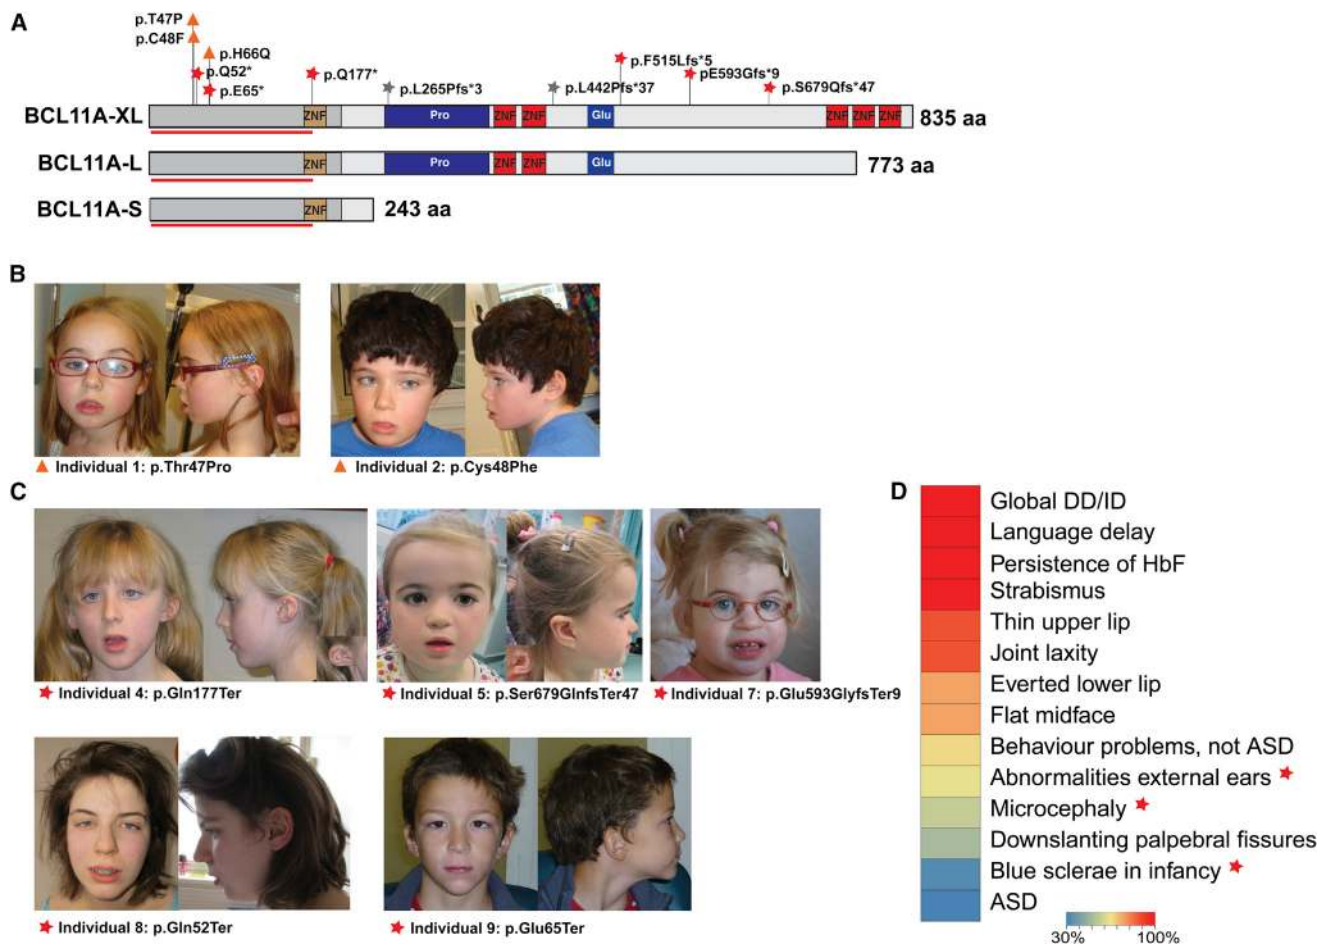 A
p.T47P
p.C48F
p.H66Q
p.Q52*
p.E65*
p.Q177*
p.L265Pfs*3
p.L442Pfs*37
p.F515Lfs*5
pE593Gfs*9
p.S679Qfs*47
BCL11A-XL ZNF Pro ZNF ZNF Glu ZNF ZNF ZNF 835 aa
BCL11A-L ZNF Pro ZNF ZNF Glu 773 aa
BCL11A-S ZNF 243 aa
B
Individual 1: p.Thr47Pro
Individual 2: p.Cys48Phe
C
Individual 4: p.Gln177Ter
Individual 5: p.Ser679GlnfsTer47
Individual 7: p.Glu593GlyfsTer9
Individual 8: p.Gln52Ter
Individual 9: p.Glu65Ter
D
Global DD/ID
Language delay
Persistence of HbF
Strabismus
Thin upper lip
Joint laxity
Everted lower lip
Flat midface
Behaviour problems, not ASD
Abnormalities external ears
Microcephaly
Downslanting palpebral fissures
Blue sclerae in infancy
ASD
30% 100%